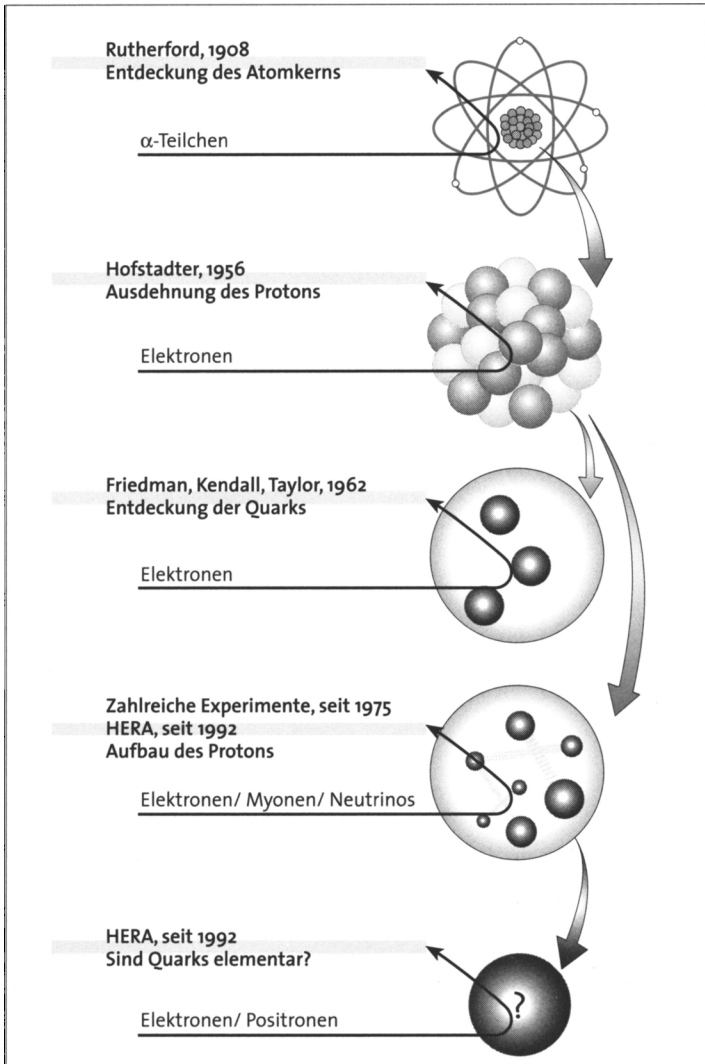 Rutherford, 1908
Entdeckung des Atomkerns
α-Teilchen
Hofstadter, 1956
Ausdehnung des Protons
Elektronen
Friedman, Kendall, Taylor, 1962
Entdeckung der Quarks
Elektronen
Zahlreiche Experimente, seit 1975
HERA, seit 1992
Aufbau des Protons
Elektronen/ Myonen/ Neutrinos
HERA, seit 1992
Sind Quarks elementar?
?
Elektronen/ Positronen